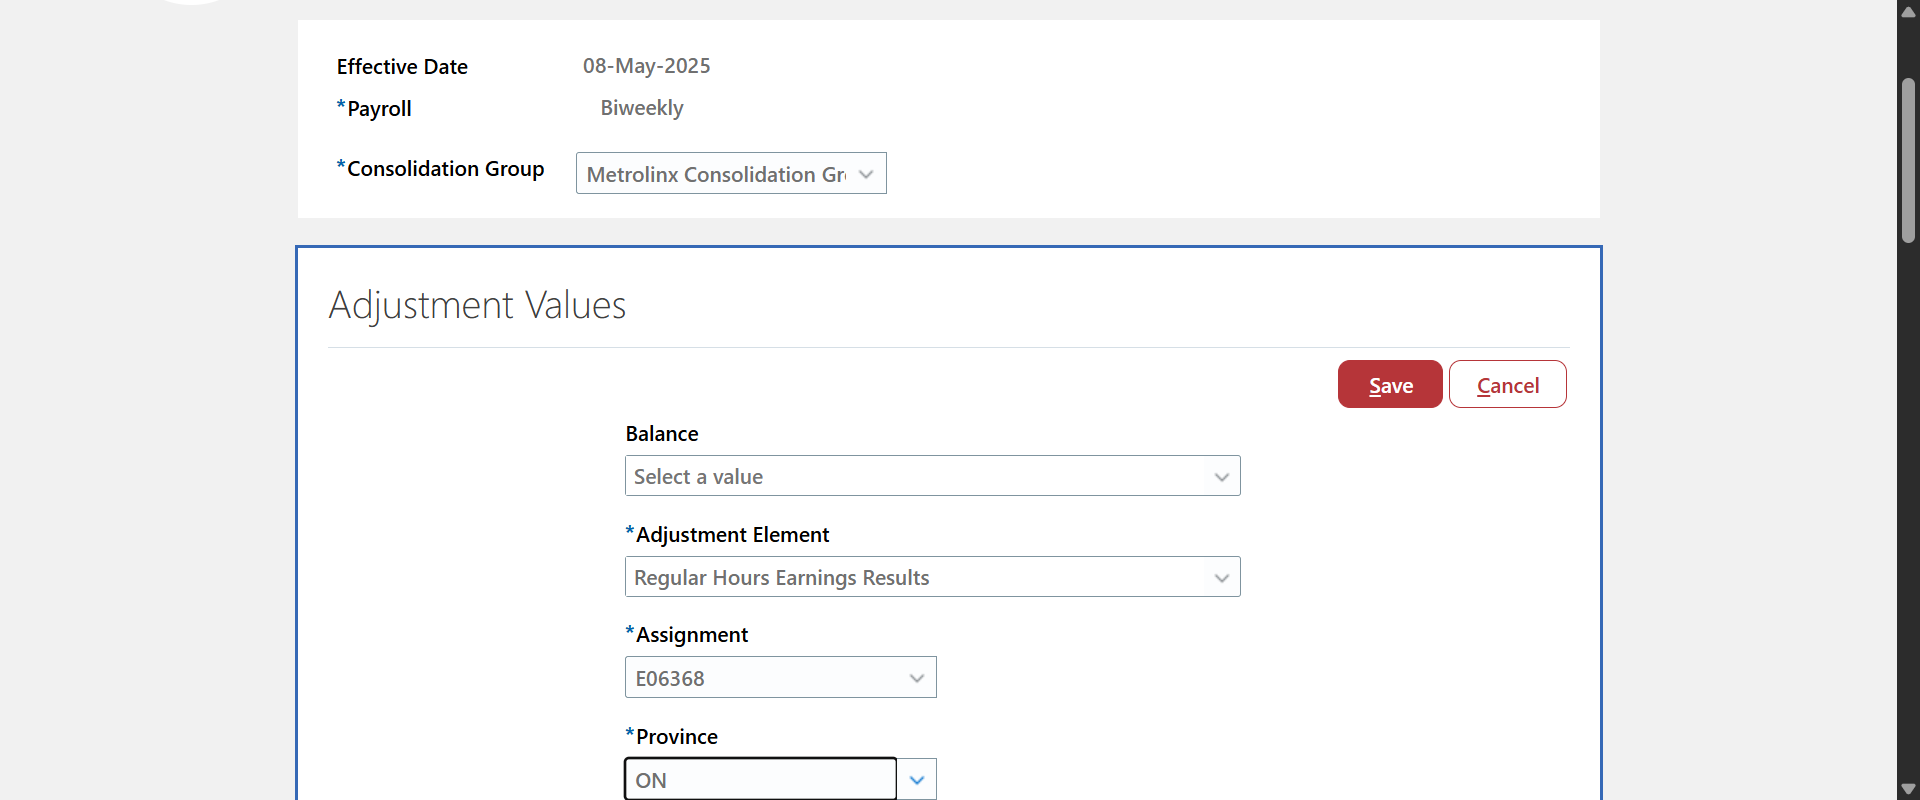 Effective Date 08-May-2025
*Payroll Biweekly
*Consolidation Group Metrolinx Consolidation Gr
Adjustment Values
Save Cancel
Balance
Select a value
*Adjustment Element
Regular Hours Earnings Results
*Assignment
E06368
*Province
ON